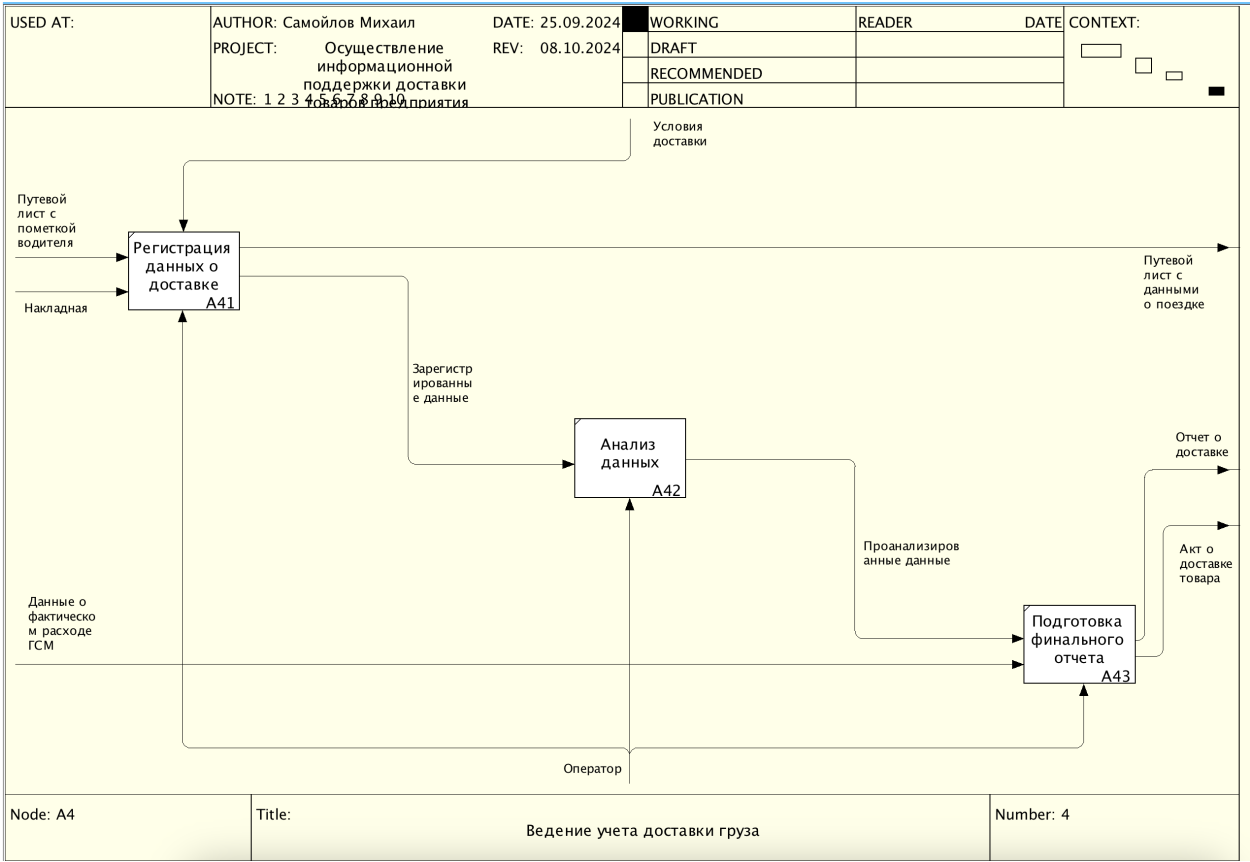 USED AT:
AUTHOR: Самойлов Михаил
DATE: 25.09.2024
PROJECT: Осуществление
информационной
поддержки доставки
товаров предприятия
REV: 08.10.2024
NOTE: 1 2 3 4 5 6 7 8 9 10
WORKING
DRAFT
RECOMMENDED
PUBLICATION
READER
DATE
CONTEXT:
Условия
доставки
Путевой
лист с
пометкой
водителя
Накладная
Регистрация
данных о
доставке
A41
Путевой
лист с
данными
о поездке
Зарегистр
ированны
е данные
Анализ
данных
A42
Отчет о
доставке
Проанализиров
анные данные
Акт о
доставке
товара
Данные о
фактическо
м расходе
ГСМ
Подготовка
финального
отчета
A43
Оператор
Node: A4
Title:
Ведение учета доставки груза
Number: 4